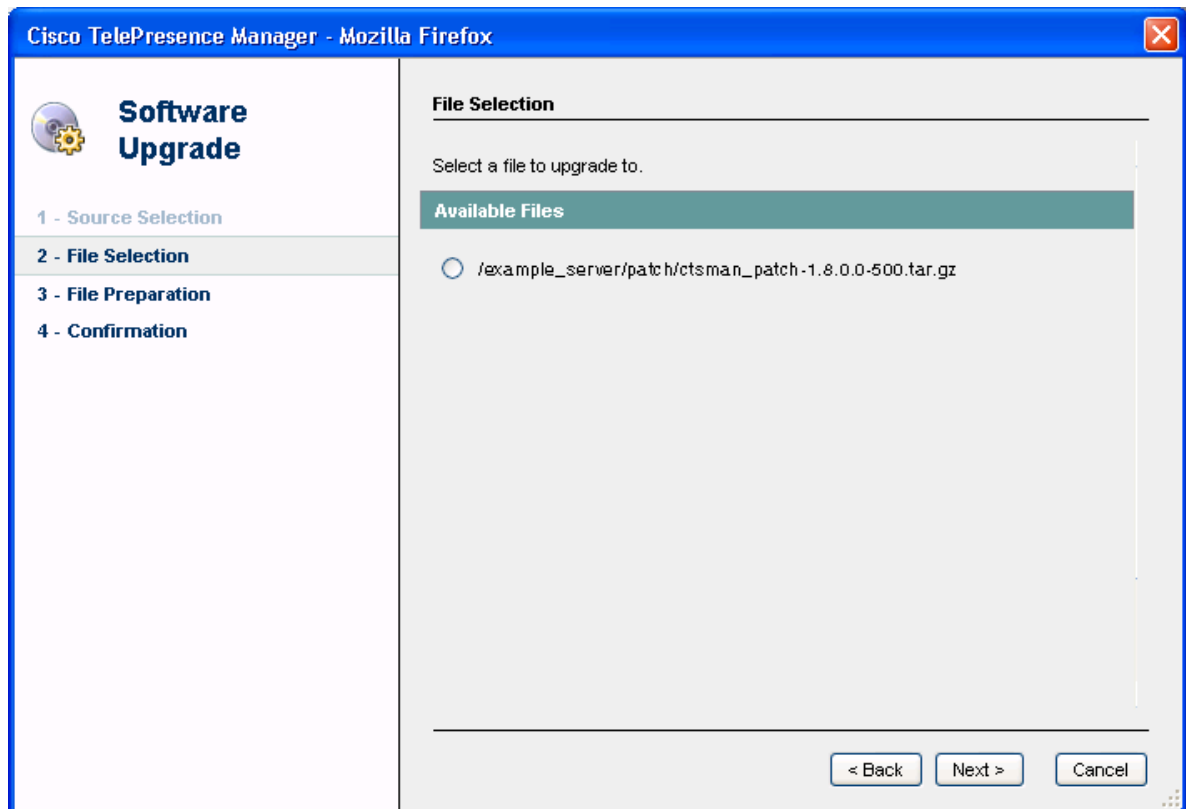 Cisco TelePresence Manager - Mozilla Firefox
Software
Upgrade
1 - Source Selection
2 - File Selection
3 - File Preparation
4 - Confirmation
File Selection
Select a file to upgrade to.
Available Files
/example_server/patch/ctsman_patch-1.8.0.0-500.tar.gz
< Back
Next >
Cancel